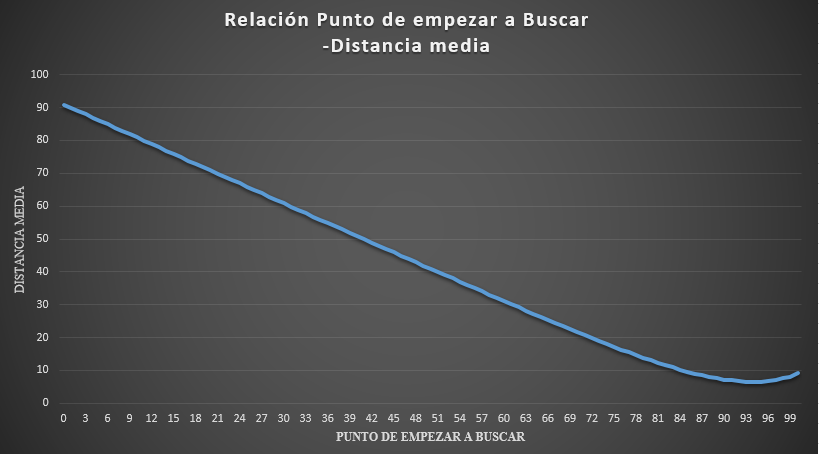 Relación Punto de empezar a Buscar
-Distancia media
100
90
80
70
60
50
40
30
20
10
0
DISTANCIA MEDIA
0 3 6 9 12 15 18 21 24 27 30 33 36 39 42 45 48 51 54 57 60 63 66 69 72 75 78 81 84 87 90 93 96 99
PUNTO DE EMPEZAR A BUSCAR